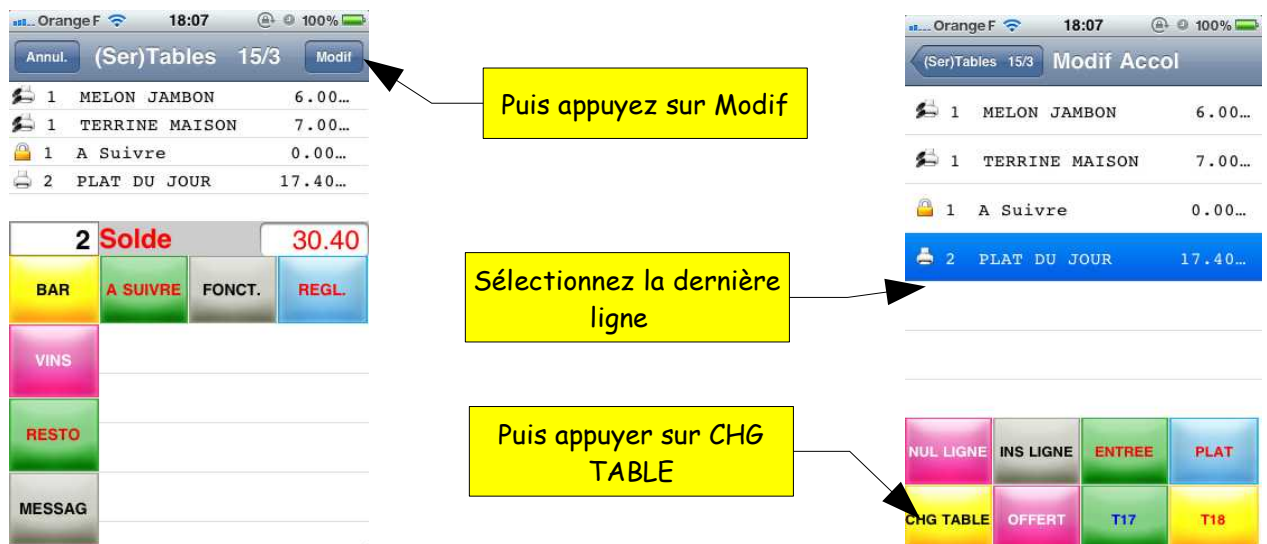 Orange F 18:07 100%
Annul. (Ser)Tables 15/3 Modif
1 MELON JAMBON 6.00…
1 TERRINE MAISON 7.00…
1 A Suivre 0.00…
2 PLAT DU JOUR 17.40…
2 Solde 30.40
BAR A SUIVRE FONCT. REGL.
VINS
RESTO
MESSAG
Puis appuyez sur Modif
Sélectionnez la dernière
ligne
Puis appuyer sur CHG
TABLE
Orange F 18:07 100%
(Ser)Tables 15/3 Modif Accol
1 MELON JAMBON 6.00…
1 TERRINE MAISON 7.00…
1 A Suivre 0.00…
2 PLAT DU JOUR 17.40…
NUL LIGNE INS LIGNE ENTREE PLAT
CHG TABLE OFFERT T17 T18